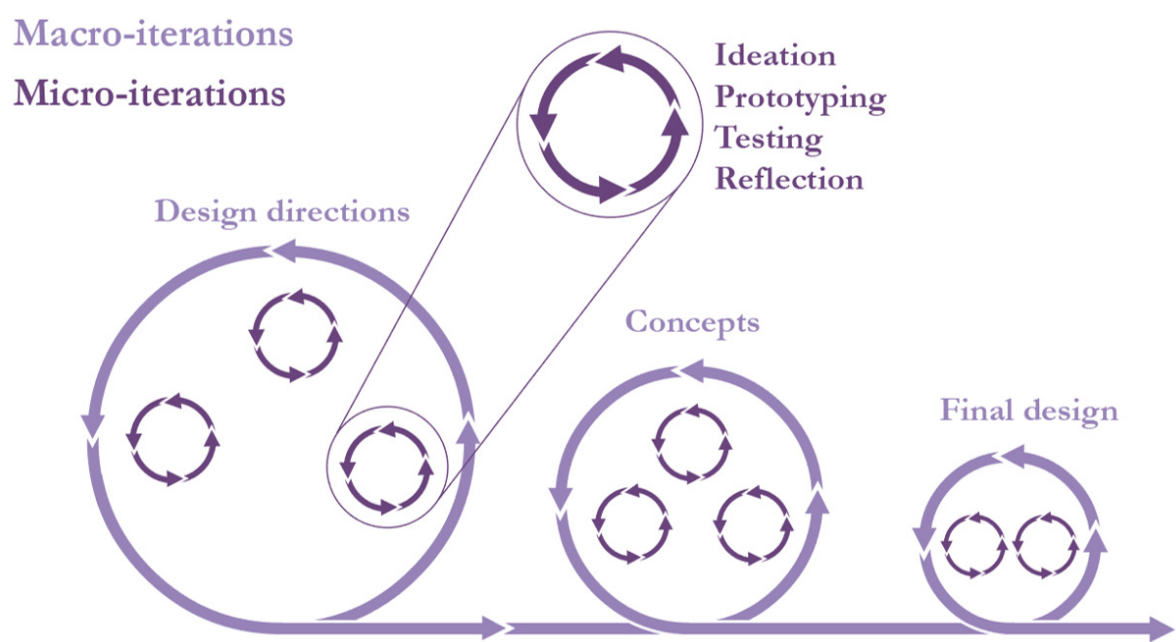 Macro-iterations
Micro-iterations
Ideation
Prototyping
Testing
Reflection
Design directions
Concepts
Final design